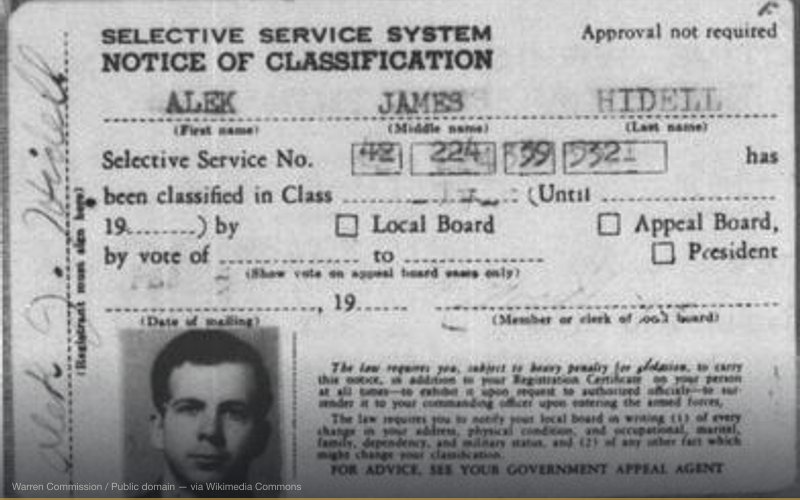 SELECTIVE SERVICE SYSTEM Approval not required
NOTICE OF CLASSIFICATION
ALEK JAMES HIDELL
(First name) (Middle name) (Last name)
Selective Service No. 42 224 39 5321 has
been classified in Class (Until
19 ) by Local Board Appeal Board,
by vote of to President
(Show vote on appeal board cases only)
, 19
(Date of mailing) (Member or clerk of local board)
The law requires you, subject to heavy penalty for violation, to carry
this notice, in addition to your Registration Certificate on your person
at all times—to exhibit it upon request to authorized officials—to sur-
render it to your commanding officer upon entering the armed forces.
The law requires you to notify your local board in writing (1) of every
change in your address, physical condition, and occupational, marital,
family, dependency, and military status, and (2) of any other fact which
might change your classification.
FOR ADVICE, SEE YOUR GOVERNMENT APPEAL AGENT
Alek J. Hidell
(Registrant must sign here)
Warren Commission / Public domain — via Wikimedia Commons